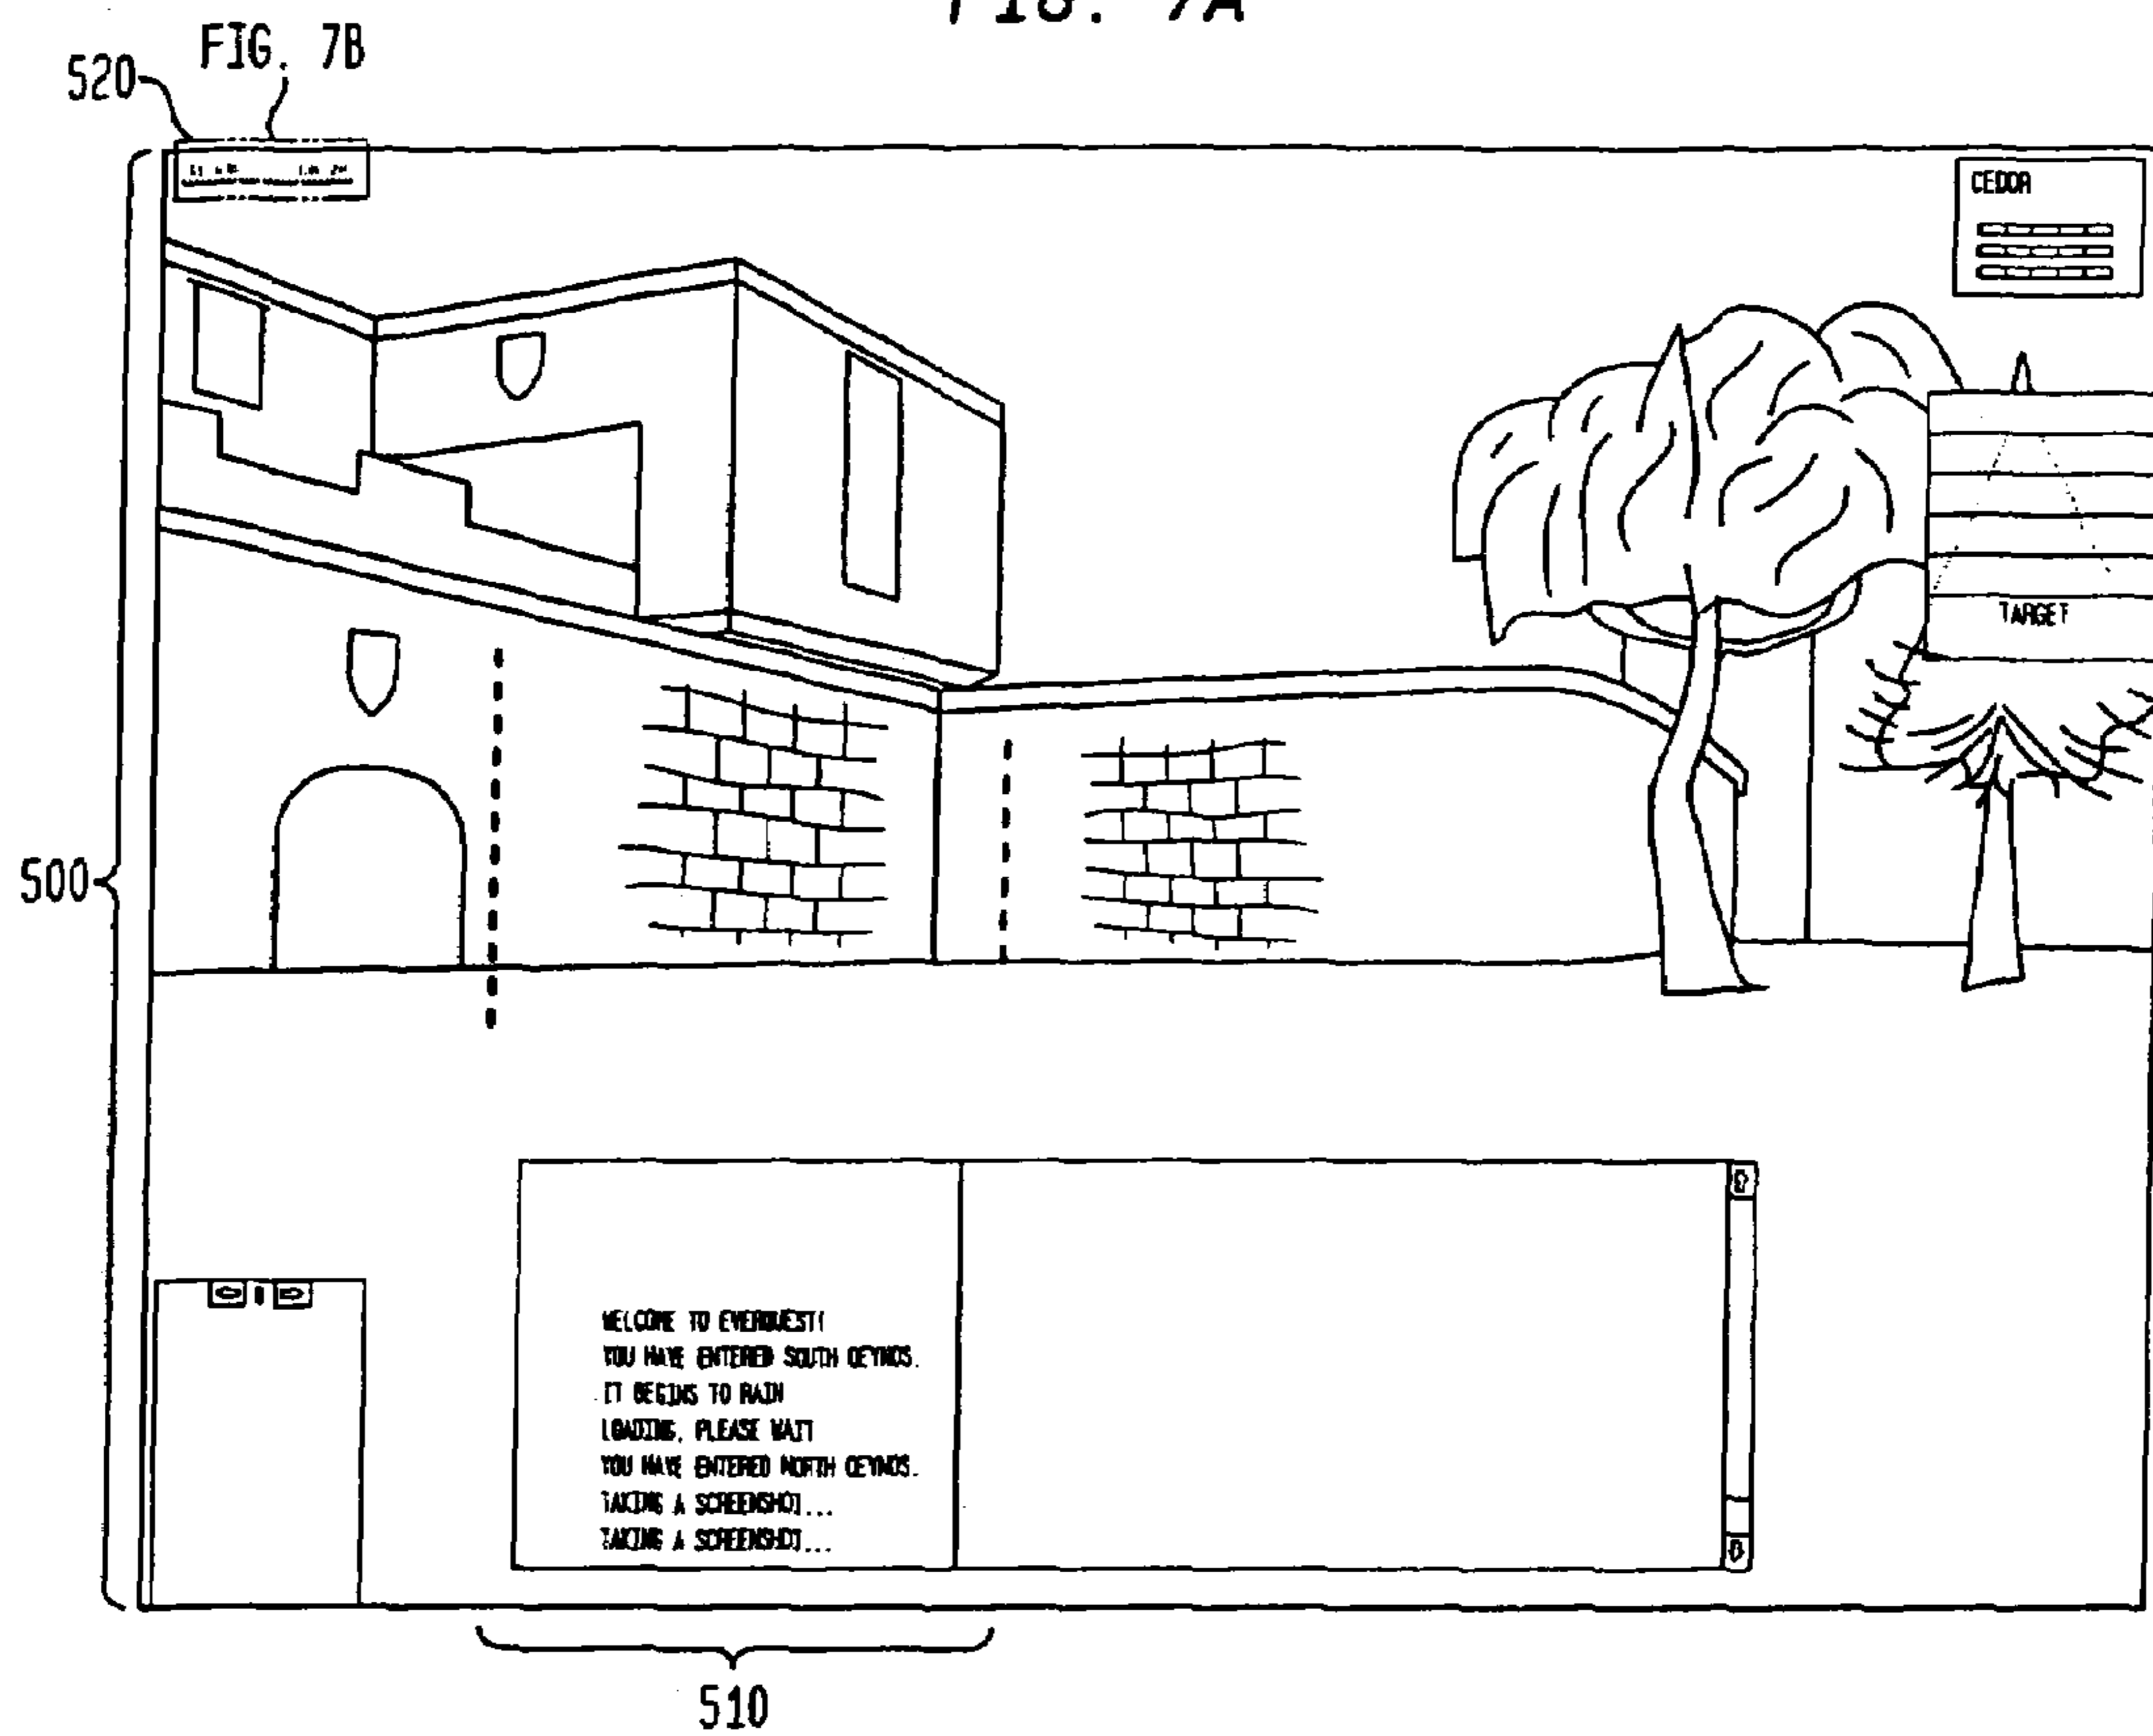 FIG. 7A
FIG. 7B
520
CEDOR
TARGET
500
WELCOME TO EVERQUEST!
YOU HAVE ENTERED SOUTH QEYNOS.
IT BEGINS TO RAIN
LOADING, PLEASE WAIT
YOU HAVE ENTERED NORTH QEYNOS.
TAKING A SCREENSHOT...
TAKING A SCREENSHOT...
510